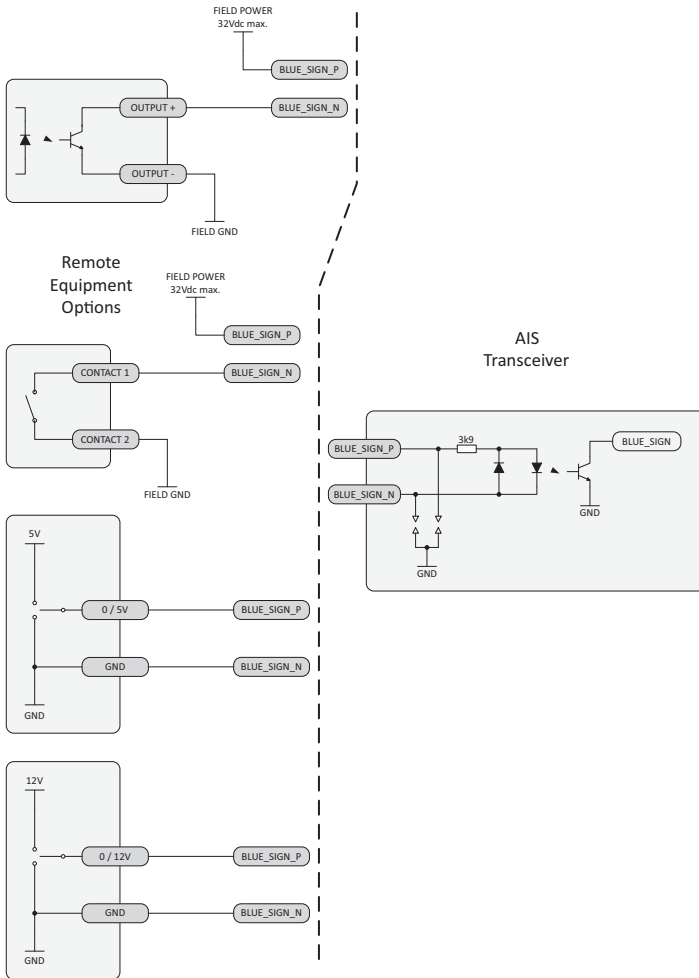 FIELD POWER
32Vdc max.
BLUE_SIGN_P
OUTPUT +
BLUE_SIGN_N
OUTPUT -
FIELD GND
Remote
Equipment
Options
FIELD POWER
32Vdc max.
BLUE_SIGN_P
CONTACT 1
BLUE_SIGN_N
CONTACT 2
FIELD GND
5V
0 / 5V
BLUE_SIGN_P
GND
BLUE_SIGN_N
GND
12V
0 / 12V
BLUE_SIGN_P
GND
BLUE_SIGN_N
GND
AIS
Transceiver
BLUE_SIGN_P
3k9
BLUE_SIGN
BLUE_SIGN_N
GND
GND